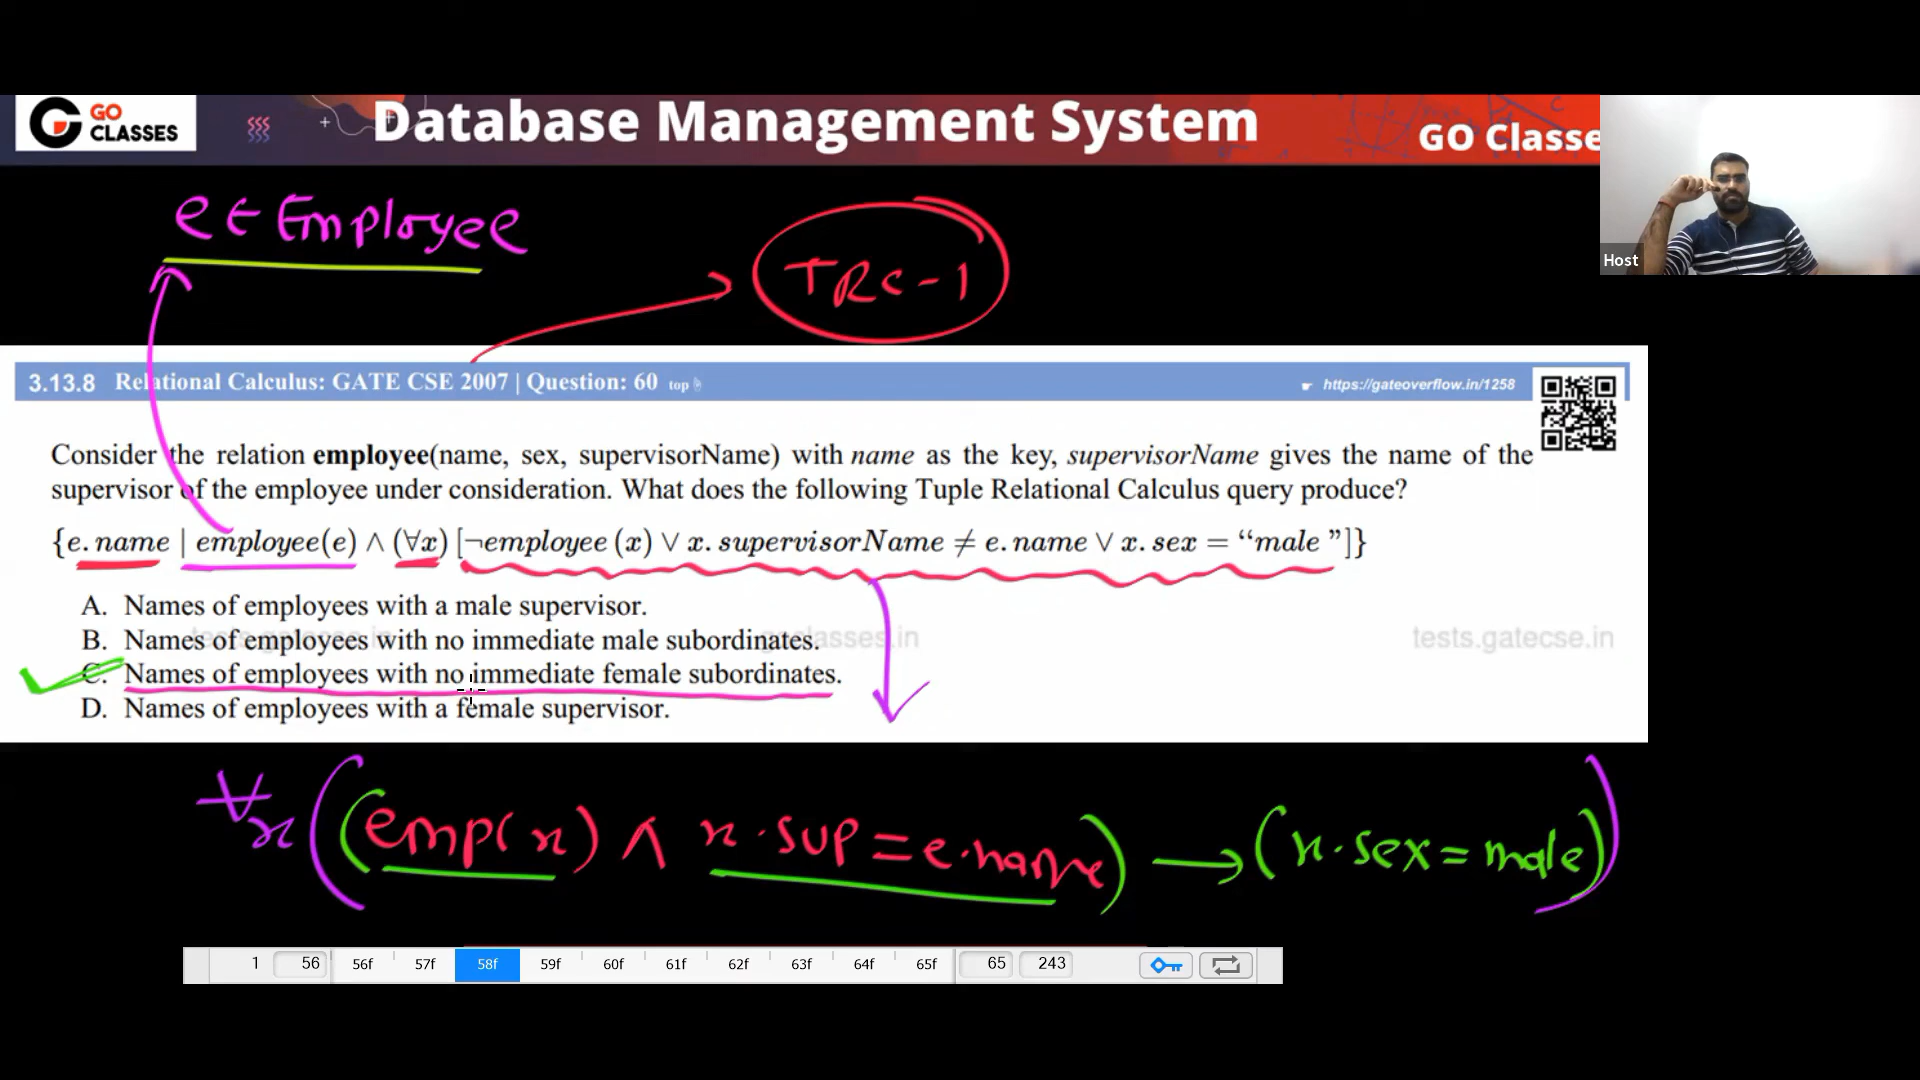 GO
CLASSES
Database Management System
GO Classe
Host
e ∈ Employee
TRC-1
3.13.8 Relational Calculus: GATE CSE 2007 | Question: 60 top
https://gateoverflow.in/1258
Consider the relation employee(name, sex, supervisorName) with name as the key, supervisorName gives the name of the
supervisor of the employee under consideration. What does the following Tuple Relational Calculus query produce?
{e.name | employee(e) ∧ (∀x) [¬employee (x) ∨ x.supervisorName ≠ e.name ∨ x.sex = “male ”]}
A. Names of employees with a male supervisor.
B. Names of employees with no immediate male subordinates.
C. Names of employees with no immediate female subordinates.
D. Names of employees with a female supervisor.
tests.gatecse.in
goclasses.in
tests.gatecse.in
∀x((emp(x) ∧ x.sup = e.name) → (x.sex = male))
1 56 56f 57f 58f 59f 60f 61f 62f 63f 64f 65f 65 243